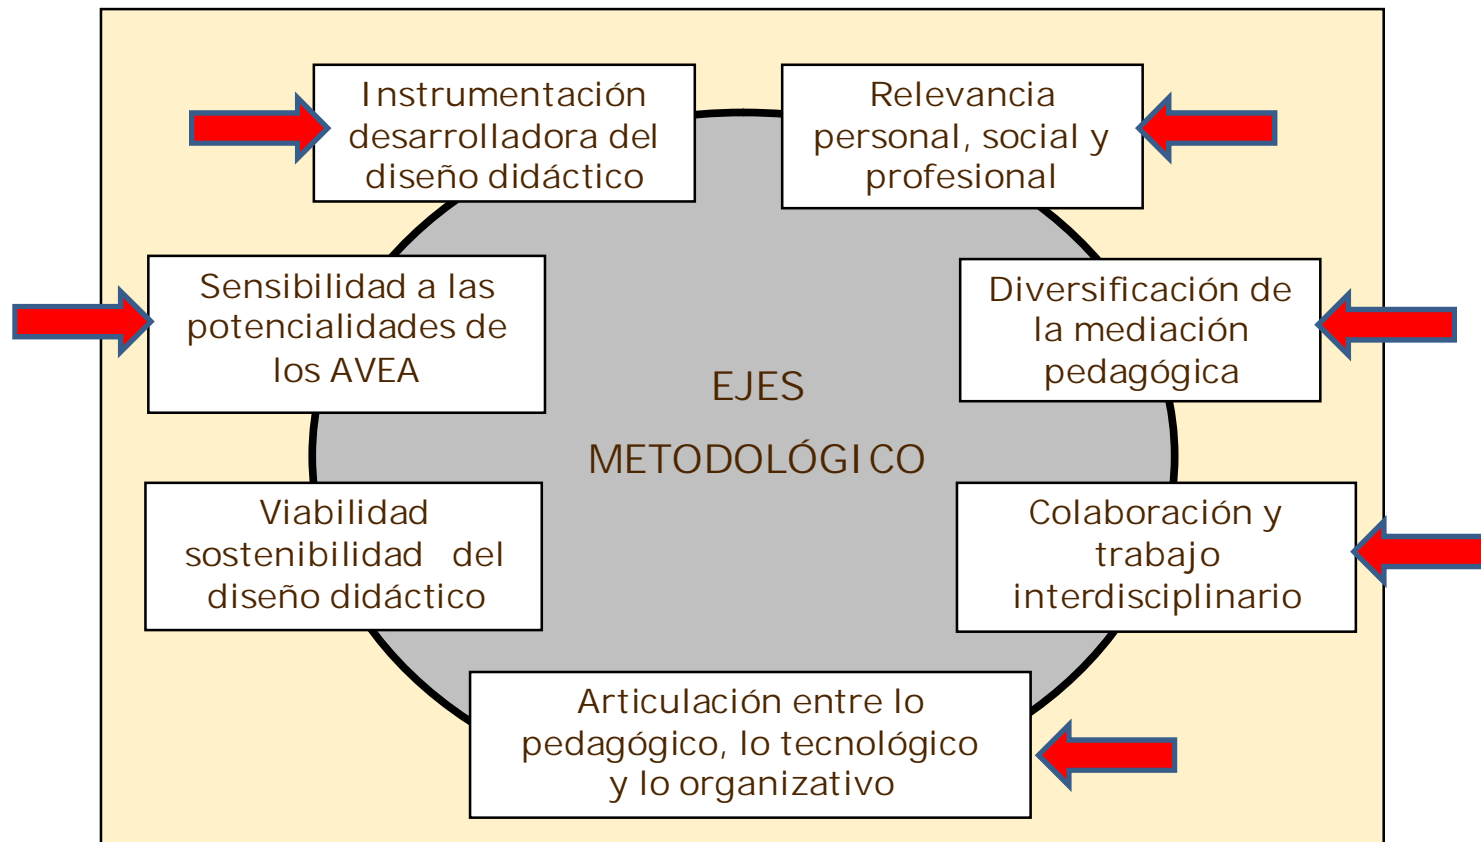 Instrumentación
desarrolladora del
diseño didáctico
Relevancia
personal, social y
profesional
Sensibilidad a las
potencialidades de
los AVEA
Diversificación de
la mediación
pedagógica
EJES
METODOLÓGICO
Viabilidad
sostenibilidad del
diseño didáctico
Colaboración y
trabajo
interdisciplinario
Articulación entre lo
pedagógico, lo tecnológico
y lo organizativo